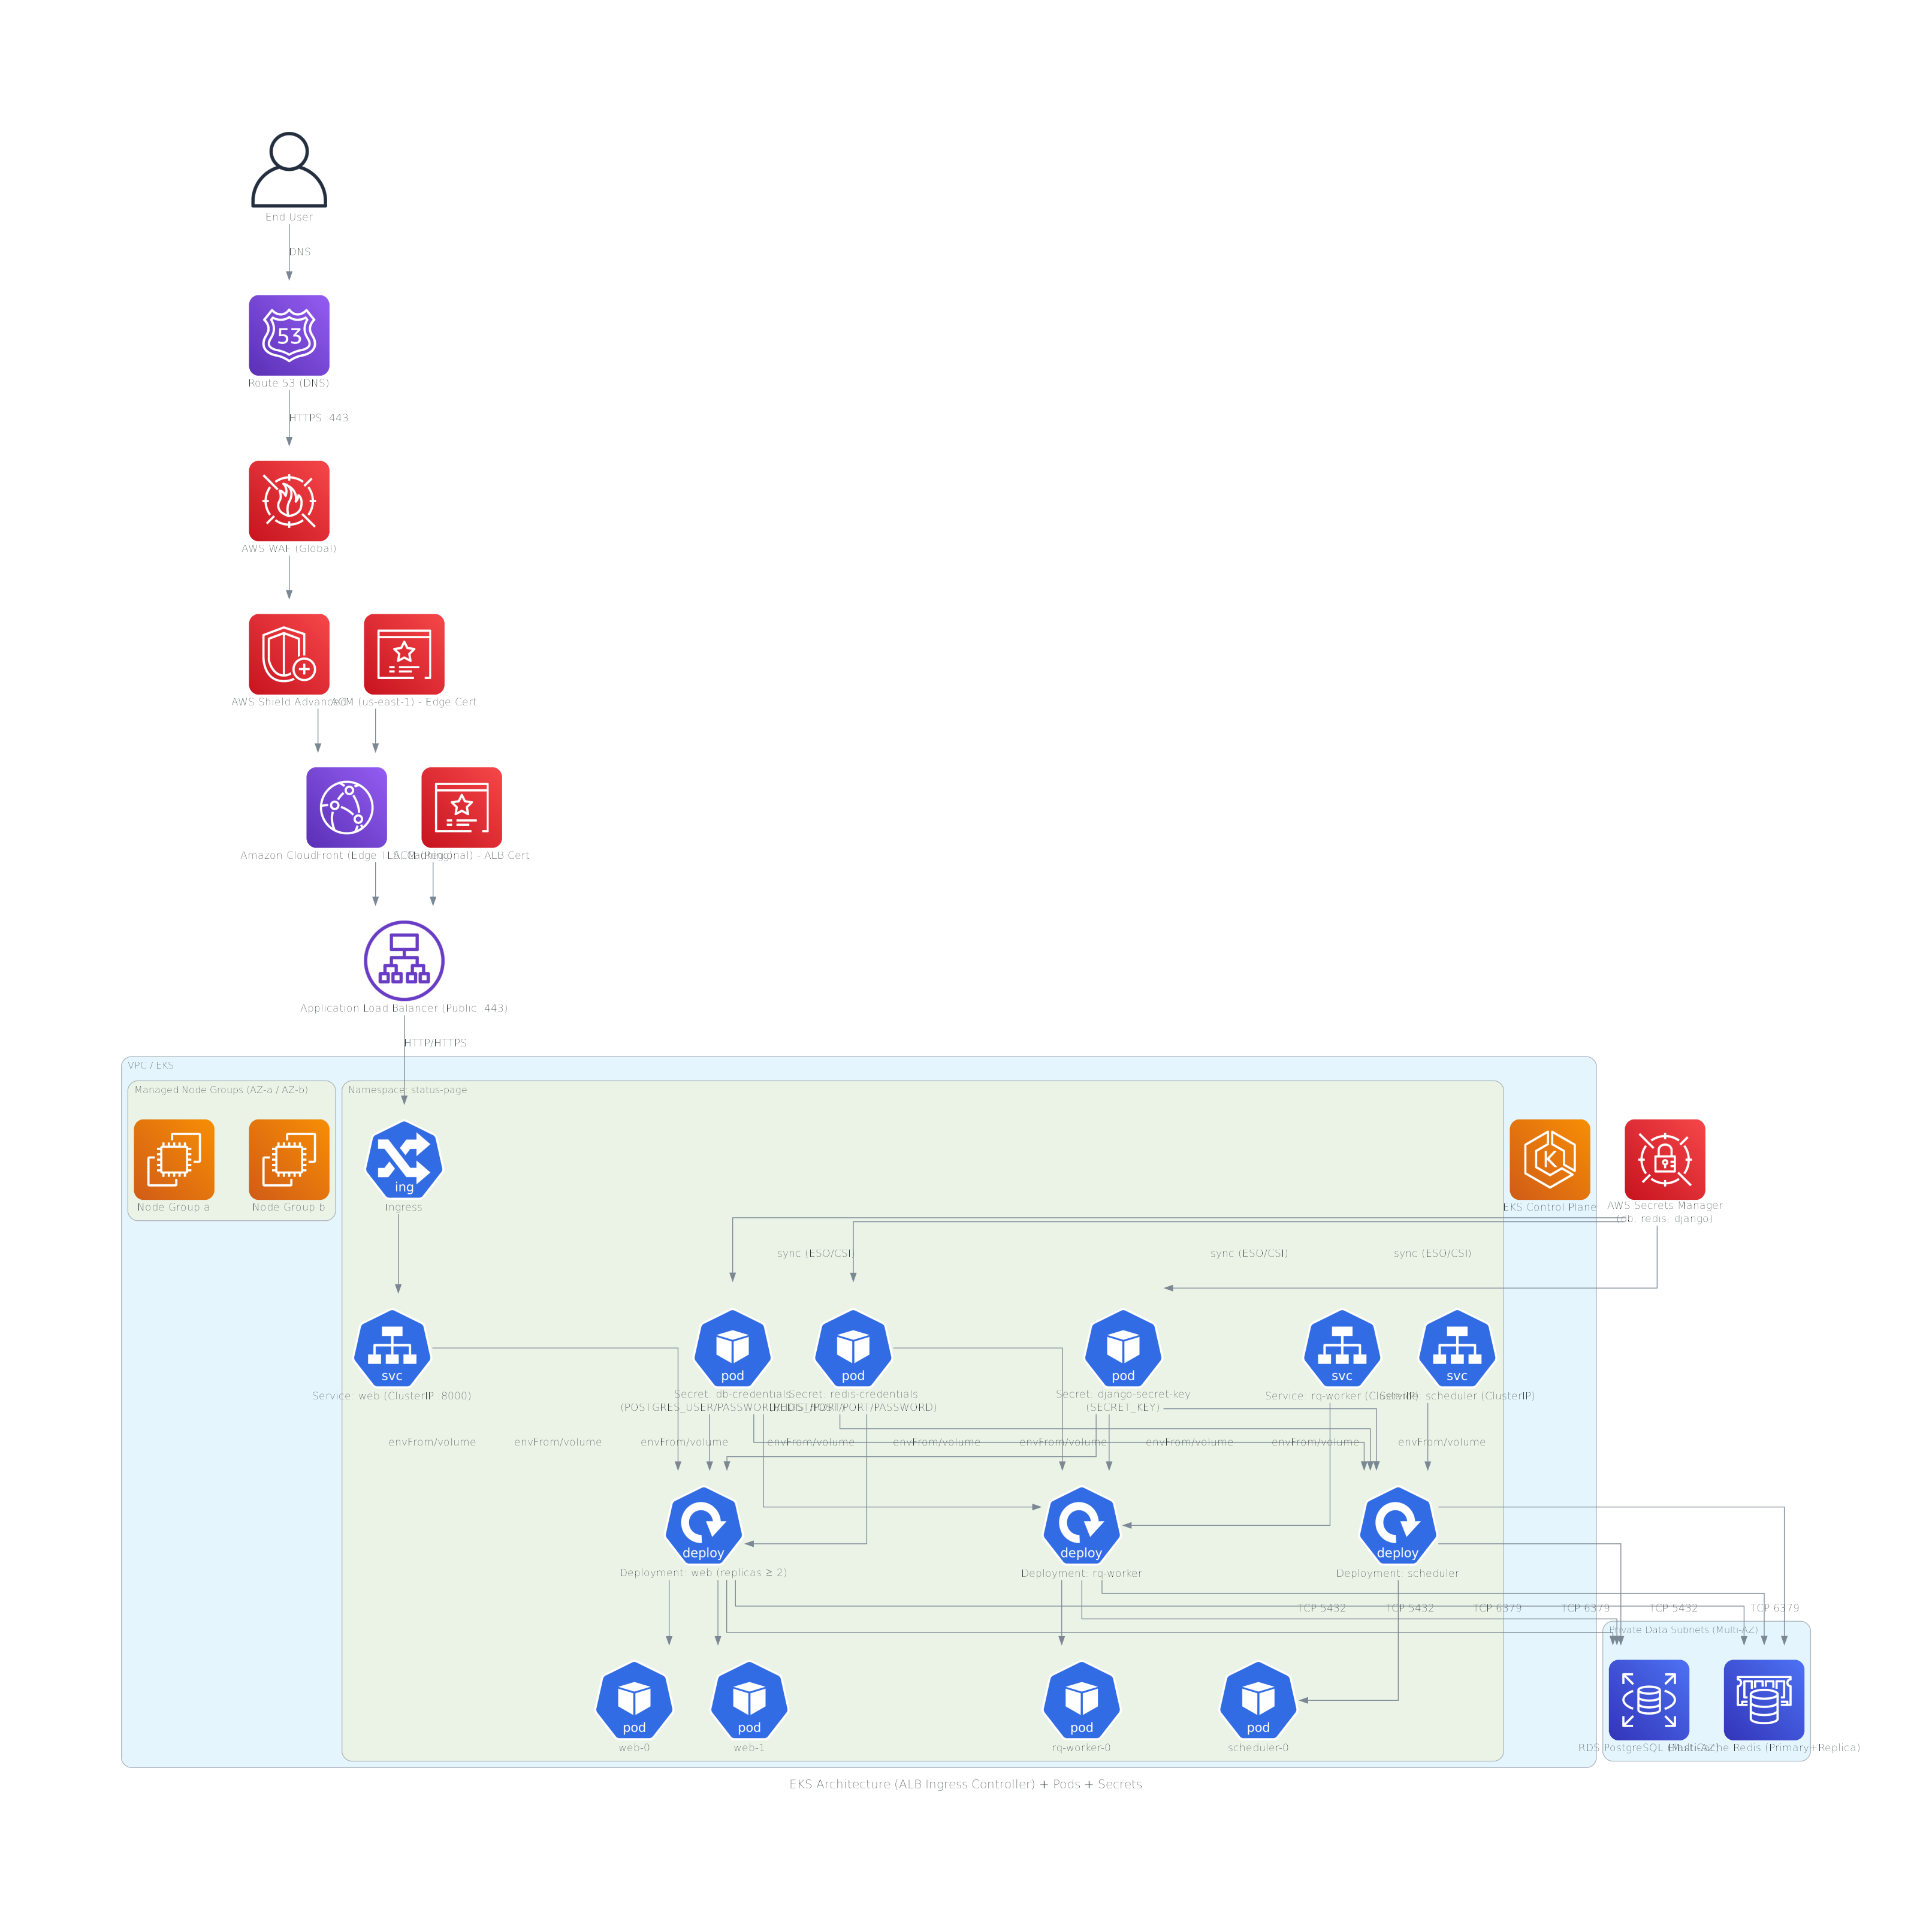 End User
DNS
53
Route 53 (DNS)
HTTPS :443
AWS WAF (Global)
AWS Shield Advanced
ACM (us-east-1) - Edge Cert
Amazon CloudFront (Edge TLS, Caching)
ACM (Regional) - ALB Cert
Application Load Balancer (Public :443)
HTTP/HTTPS
VPC / EKS
Managed Node Groups (AZ-a / AZ-b)
Namespace: status-page
ing
K
Node Group a
Node Group b
Ingress
EKS Control Plane
AWS Secrets Manager
(db, redis, django)
sync (ESO/CSI)
sync (ESO/CSI)
sync (ESO/CSI)
svc
pod
pod
pod
svc
svc
Service: web (ClusterIP :8000)
Secret: db-credentials
(POSTGRES_USER/PASSWORD/
Secret: redis-credentials
/PORT/PASSWORD)
Secret: django-secret-key
(SECRET_KEY)
Service: rq-worker (ClusterIP)
Service: scheduler (ClusterIP)
envFrom/volume
envFrom/volume
envFrom/volume
envFrom/volume
envFrom/volume
envFrom/volume
envFrom/volume
envFrom/volume
envFrom/volume
deploy
deploy
deploy
Deployment: web (replicas ≥ 2)
Deployment: rq-worker
Deployment: scheduler
TCP 5432
TCP 5432
TCP 6379
TCP 6379
TCP 5432
TCP 6379
Private Data Subnets (Multi-AZ)
pod
pod
pod
pod
web-0
web-1
rq-worker-0
scheduler-0
RDS PostgreSQL (Multi-AZ)
ElastiCache Redis (Primary+Replica)
EKS Architecture (ALB Ingress Controller) + Pods + Secrets